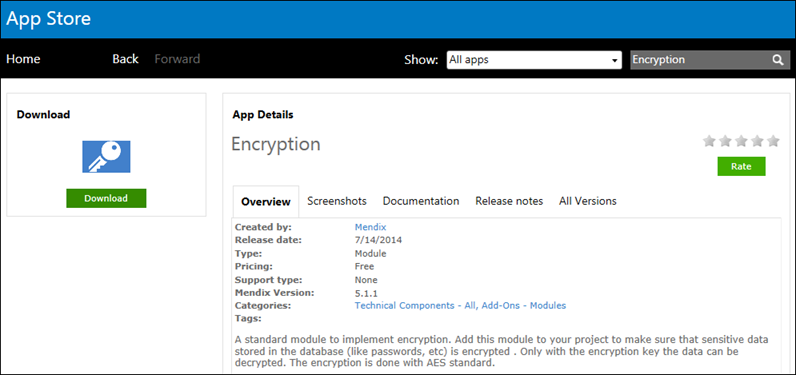 App Store
Home Back Forward Show: All apps Encryption
Download
Download
App Details
Encryption
Rate
Overview Screenshots Documentation Release notes All Versions
Created by: Mendix
Release date: 7/14/2014
Type: Module
Pricing: Free
Support type: None
Mendix Version: 5.1.1
Categories: Technical Components - All, Add-Ons - Modules
Tags:
A standard module to implement encryption. Add this module to your project to make sure that sensitive data
stored in the database (like passwords, etc) is encrypted . Only with the encryption key the data can be
decrypted. The encryption is done with AES standard.